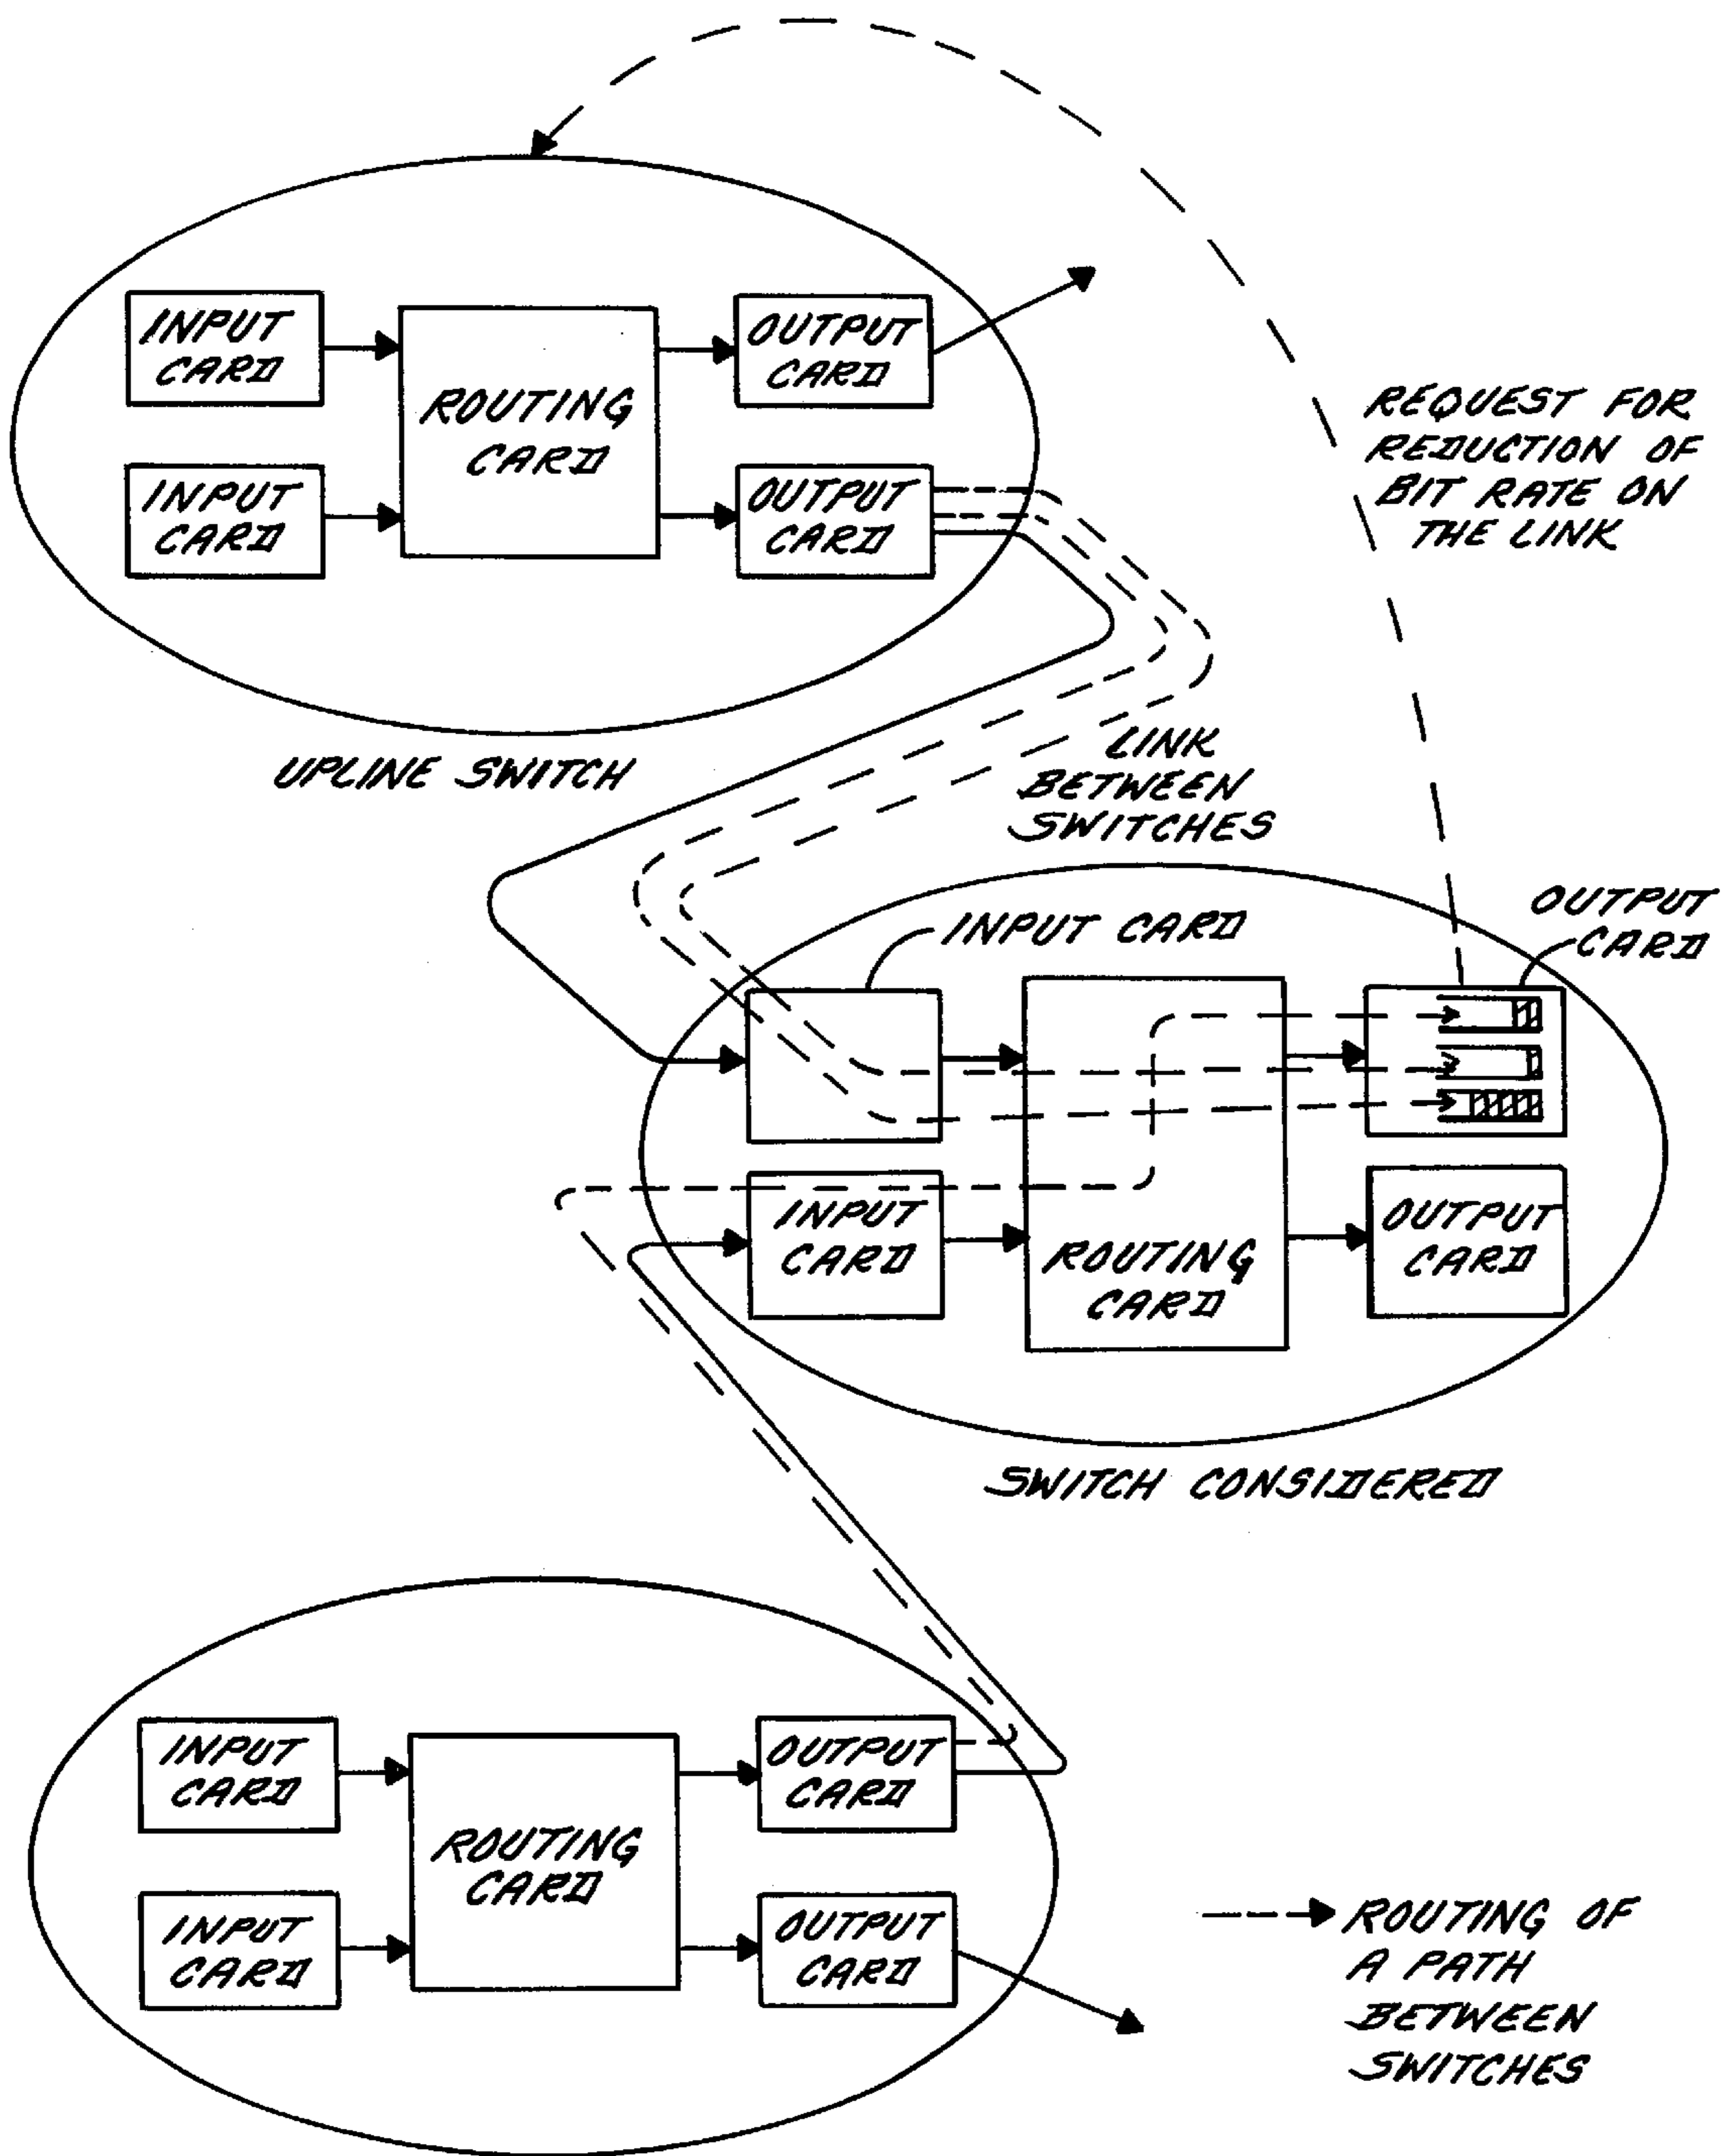 INPUT
CARD
ROUTING
CARD
OUTPUT
CARD
INPUT
CARD
OUTPUT
CARD
REQUEST FOR
REDUCTION OF
BIT RATE ON
THE LINK
UPLINE SWITCH
LINK
BETWEEN
SWITCHES
INPUT CARD
OUTPUT
CARD
INPUT
CARD
ROUTING
CARD
OUTPUT
CARD
SWITCH CONSIDERED
INPUT
CARD
ROUTING
CARD
OUTPUT
CARD
INPUT
CARD
OUTPUT
CARD
ROUTING OF
A PATH
BETWEEN
SWITCHES